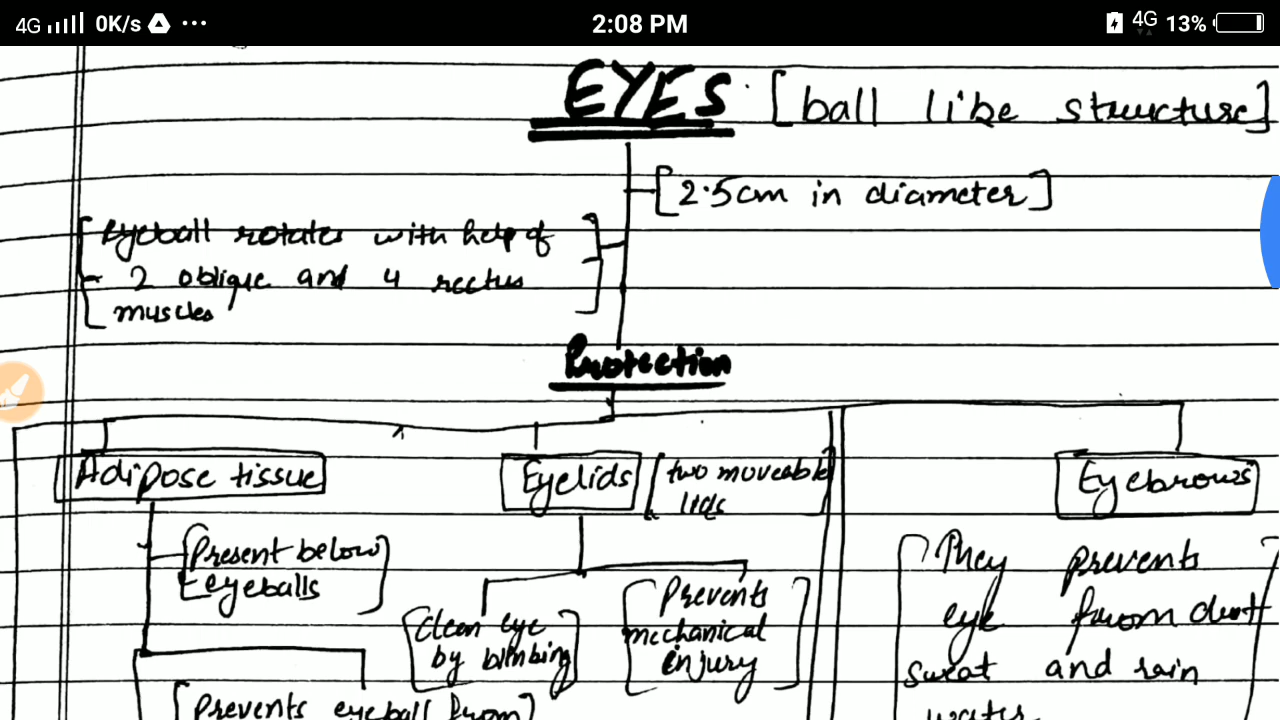 4G 0K/s ··· 2:08 PM 4G 13%
EYES [ball like structure]
[2.5cm in diameter]
[Eyeball rotates with help of
2 oblique and 4 rectus
muscles]
Protection
Adipose tissue
[Present below
eyeballs]
[Prevents eyeball from]
Eyelids [two moveable
lids]
[Clean eye
by blinking]
[Prevents
mechanical
injury]
Eyebrows
[They prevents
eye from dust
sweat and rain
water